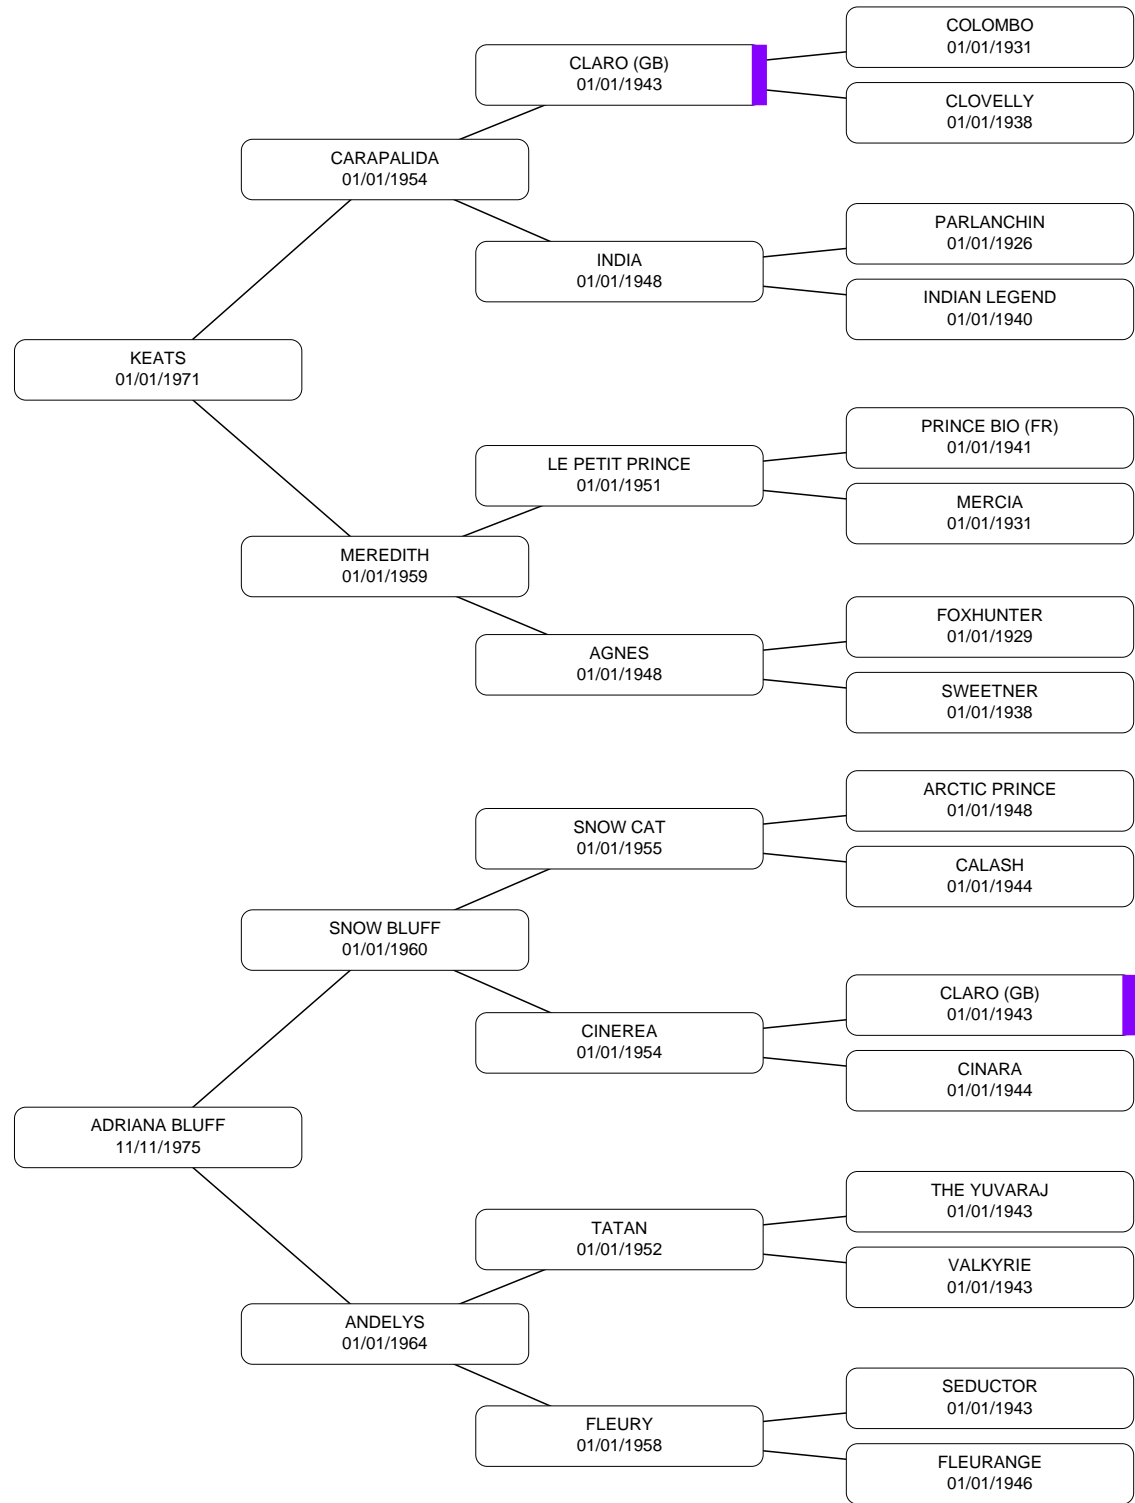 COLOMBO
01/01/1931
CLARO (GB)
01/01/1943
CLOVELLY
01/01/1938
CARAPALIDA
01/01/1954
PARLANCHIN
01/01/1926
INDIA
01/01/1948
INDIAN LEGEND
01/01/1940
KEATS
01/01/1971
PRINCE BIO (FR)
01/01/1941
LE PETIT PRINCE
01/01/1951
MERCIA
01/01/1931
MEREDITH
01/01/1959
FOXHUNTER
01/01/1929
AGNES
01/01/1948
SWEETNER
01/01/1938
ARCTIC PRINCE
01/01/1948
SNOW CAT
01/01/1955
CALASH
01/01/1944
SNOW BLUFF
01/01/1960
CLARO (GB)
01/01/1943
CINEREA
01/01/1954
CINARA
01/01/1944
ADRIANA BLUFF
11/11/1975
THE YUVARAJ
01/01/1943
TATAN
01/01/1952
VALKYRIE
01/01/1943
ANDELYS
01/01/1964
SEDUCTOR
01/01/1943
FLEURY
01/01/1958
FLEURANGE
01/01/1946